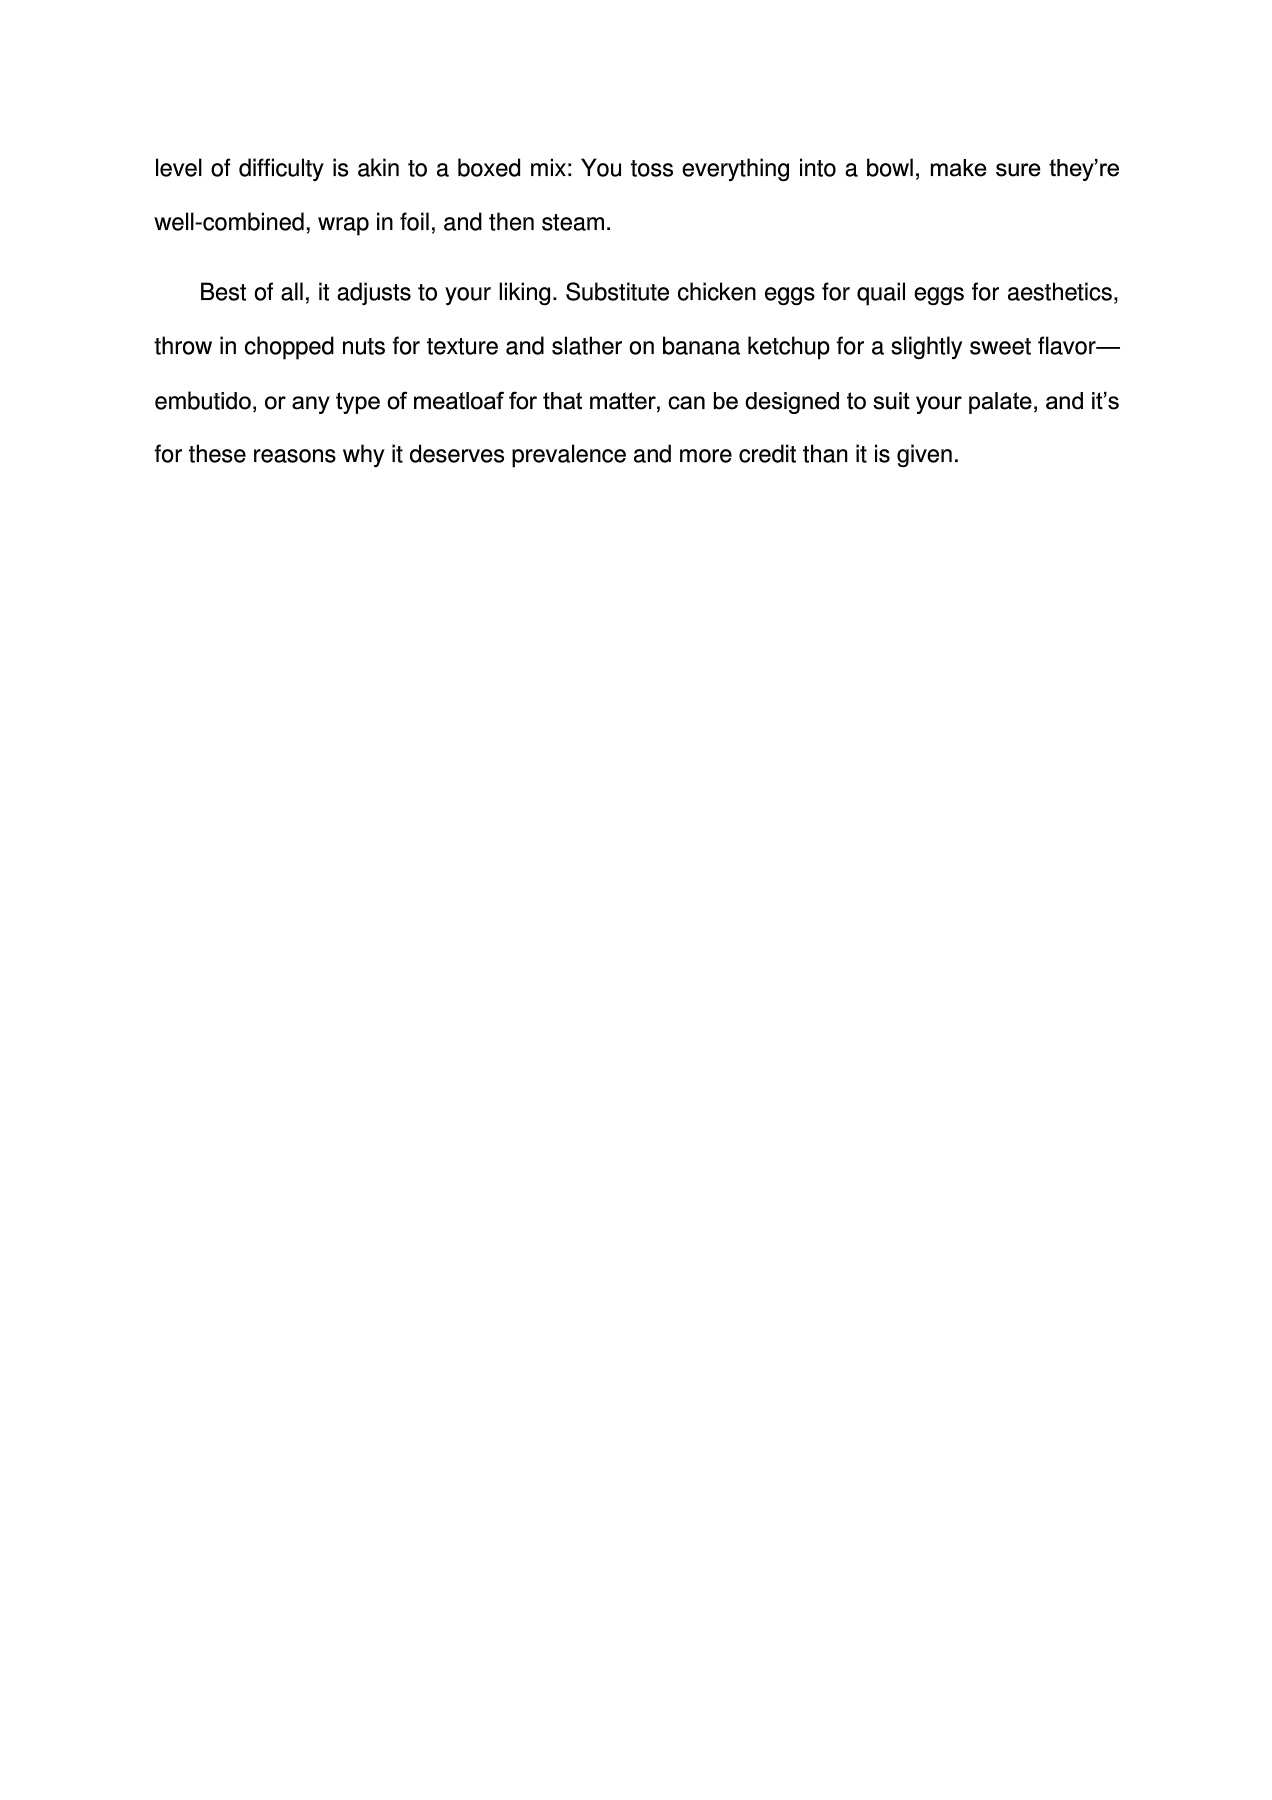 level of difficulty is akin to a boxed mix: You toss everything into a bowl, make sure they’re
well-combined, wrap in foil, and then steam.
Best of all, it adjusts to your liking. Substitute chicken eggs for quail eggs for aesthetics,
throw in chopped nuts for texture and slather on banana ketchup for a slightly sweet flavor—
embutido, or any type of meatloaf for that matter, can be designed to suit your palate, and it’s
for these reasons why it deserves prevalence and more credit than it is given.